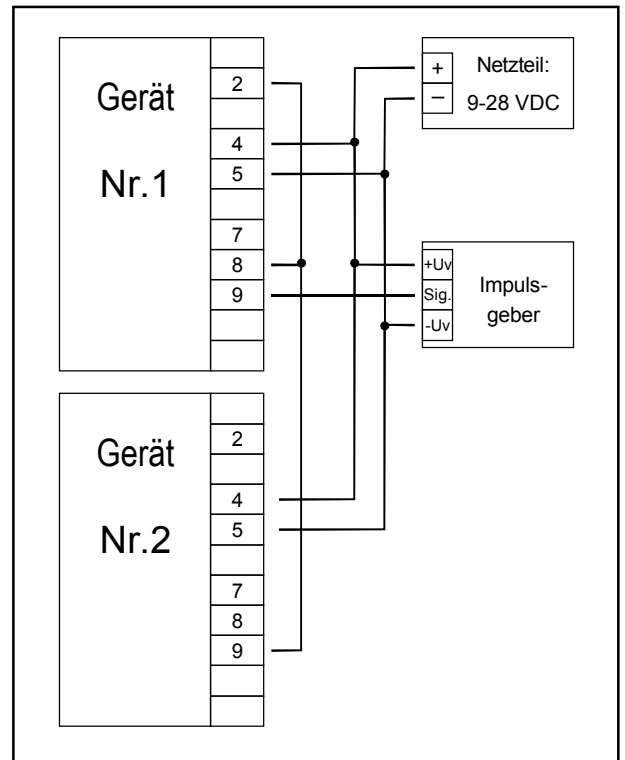 Gerät
Nr.1
2
4
5
7
8
9
+
–
Netzteil:
9-28 VDC
+Uv
Sig.
-Uv
Impuls-
geber
Gerät
Nr.2
2
4
5
7
8
9